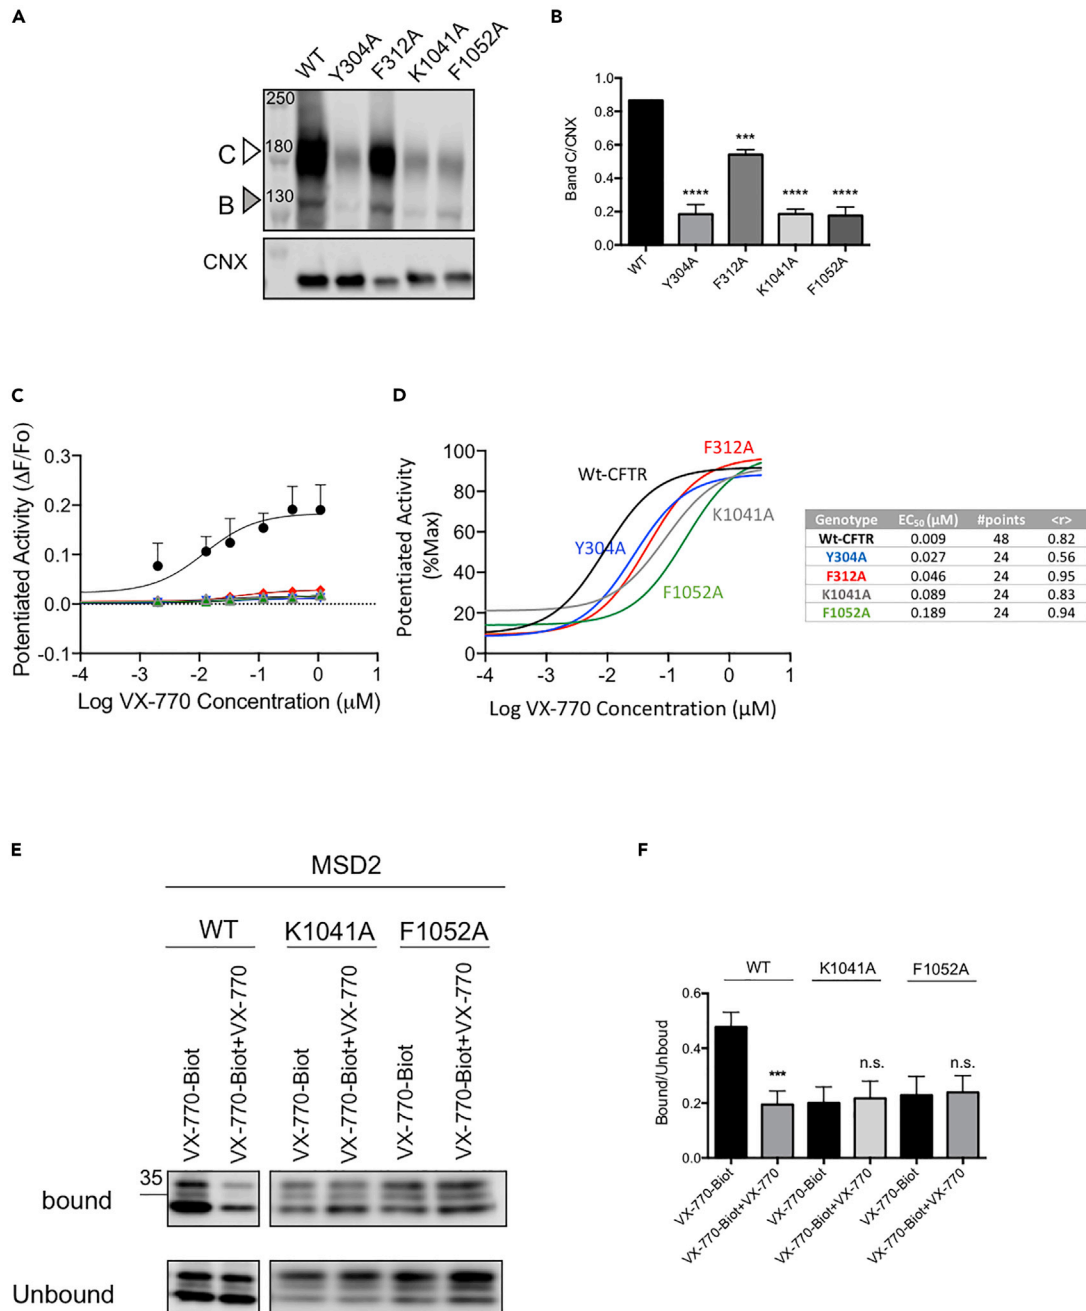 A
WT
Y304A
F312A
K1041A
F1052A
250
180
130
C
B
CNX
B
1.0
0.8
0.6
0.4
0.2
0.0
Band C/CNX
****
***
****
****
WT
Y304A
F312A
K1041A
F1052A
C
Potentiated Activity (ΔF/Fo)
0.3
0.2
0.1
0.0
-0.1
-4 -3 -2 -1 0 1
Log VX-770 Concentration (μM)
D
Potentiated Activity
(%Max)
100
80
60
40
20
0
-4 -3 -2 -1 0 1
Log VX-770 Concentration (μM)
Wt-CFTR
F312A
K1041A
Y304A
F1052A
Genotype EC₅₀ (μM) #points <r>
Wt-CFTR 0.009 48 0.82
Y304A 0.027 24 0.56
F312A 0.046 24 0.95
K1041A 0.089 24 0.83
F1052A 0.189 24 0.94
E
MSD2
WT K1041A F1052A
VX-770-Biot
VX-770-Biot+VX-770
VX-770-Biot
VX-770-Biot+VX-770
VX-770-Biot
VX-770-Biot+VX-770
35
bound
Unbound
F
WT K1041A F1052A
Bound/Unboud
0.6
0.4
0.2
0.0
***
n.s.
n.s.
VX-770-Biot
VX-770-Biot+VX-770
VX-770-Biot
VX-770-Biot+VX-770
VX-770-Biot
VX-770-Biot+VX-770